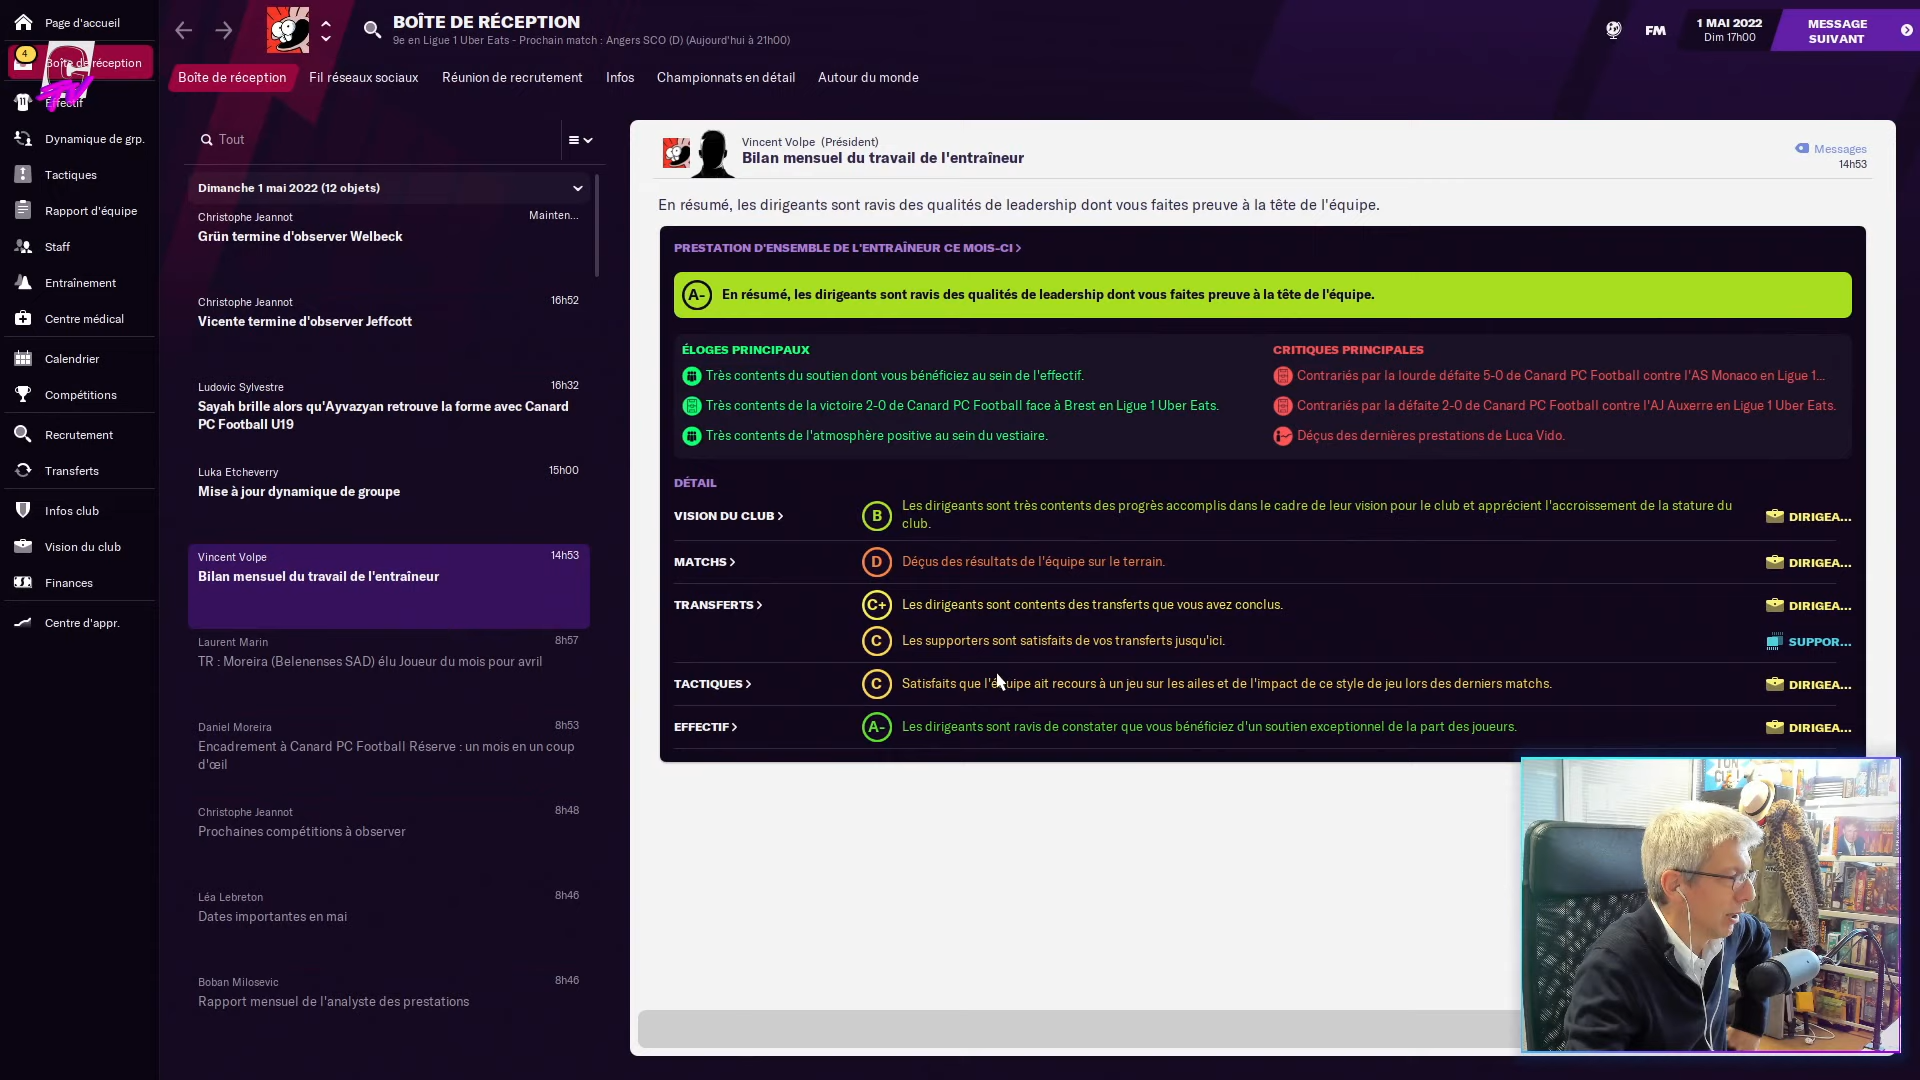 Page d'accueil
4
Boîte de réception
Effectif
Dynamique de grp.
Tactiques
Rapport d'équipe
Staff
Entraînement
Centre médical
Calendrier
Compétitions
Recrutement
Transferts
Infos club
Vision du club
Finances
Centre d'appr.
BOÎTE DE RÉCEPTION
9e en Ligue 1 Uber Eats - Prochain match : Angers SCO (D) (Aujourd'hui à 21h00)
FM
1 MAI 2022
Dim 17h00
MESSAGE
SUIVANT
Boîte de réception
Fil réseaux sociaux
Réunion de recrutement
Infos
Championnats en détail
Autour du monde
Tout
Dimanche 1 mai 2022 (12 objets)
Christophe Jeannot
Mainten...
Grün termine d'observer Welbeck
Christophe Jeannot
16h52
Vicente termine d'observer Jeffcott
Ludovic Sylvestre
16h32
Sayah brille alors qu'Ayvazyan retrouve la forme avec Canard
PC Football U19
Luka Etcheverry
15h00
Mise à jour dynamique de groupe
Vincent Volpe
14h53
Bilan mensuel du travail de l'entraîneur
Laurent Marin
8h57
TR : Moreira (Belenenses SAD) élu Joueur du mois pour avril
Daniel Moreira
8h53
Encadrement à Canard PC Football Réserve : un mois en un coup
d'œil
Christophe Jeannot
8h48
Prochaines compétitions à observer
Léa Lebreton
8h46
Dates importantes en mai
Boban Milosevic
8h46
Rapport mensuel de l'analyste des prestations
Vincent Volpe (Président)
Bilan mensuel du travail de l'entraîneur
Messages
14h53
En résumé, les dirigeants sont ravis des qualités de leadership dont vous faites preuve à la tête de l'équipe.
PRESTATION D'ENSEMBLE DE L'ENTRAÎNEUR CE MOIS-CI >
A- En résumé, les dirigeants sont ravis des qualités de leadership dont vous faites preuve à la tête de l'équipe.
ÉLOGES PRINCIPAUX
Très contents du soutien dont vous bénéficiez au sein de l'effectif.
Très contents de la victoire 2-0 de Canard PC Football face à Brest en Ligue 1 Uber Eats.
Très contents de l'atmosphère positive au sein du vestiaire.
CRITIQUES PRINCIPALES
Contrariés par la lourde défaite 5-0 de Canard PC Football contre l'AS Monaco en Ligue 1...
Contrariés par la défaite 2-0 de Canard PC Football contre l'AJ Auxerre en Ligue 1 Uber Eats.
Déçus des dernières prestations de Luca Vido.
DÉTAIL
VISION DU CLUB >
B
Les dirigeants sont très contents des progrès accomplis dans le cadre de leur vision pour le club et apprécient l'accroissement de la stature du
club.
DIRIGEA...
MATCHS >
D
Déçus des résultats de l'équipe sur le terrain.
DIRIGEA...
TRANSFERTS >
C+
Les dirigeants sont contents des transferts que vous avez conclus.
DIRIGEA...
C
Les supporters sont satisfaits de vos transferts jusqu'ici.
SUPPOR...
TACTIQUES >
C
Satisfaits que l'équipe ait recours à un jeu sur les ailes et de l'impact de ce style de jeu lors des derniers matchs.
DIRIGEA...
EFFECTIF >
A-
Les dirigeants sont ravis de constater que vous bénéficiez d'un soutien exceptionnel de la part des joueurs.
DIRIGEA...